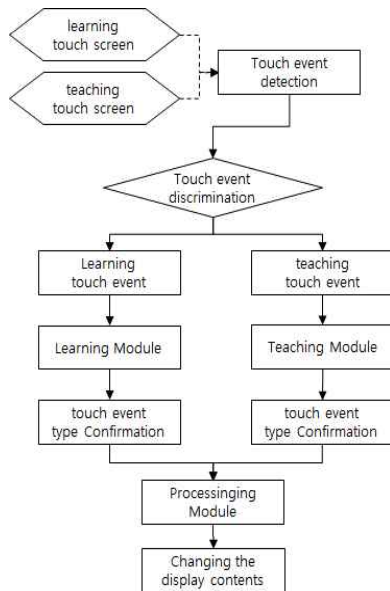 learning
touch screen
teaching
touch screen
Touch event
detection
Touch event
discrimination
Learning
touch event
teaching
touch event
Learning Module
Teaching Module
touch event
type Confirmation
touch event
type Confirmation
Processinging
Module
Changing the
display contents